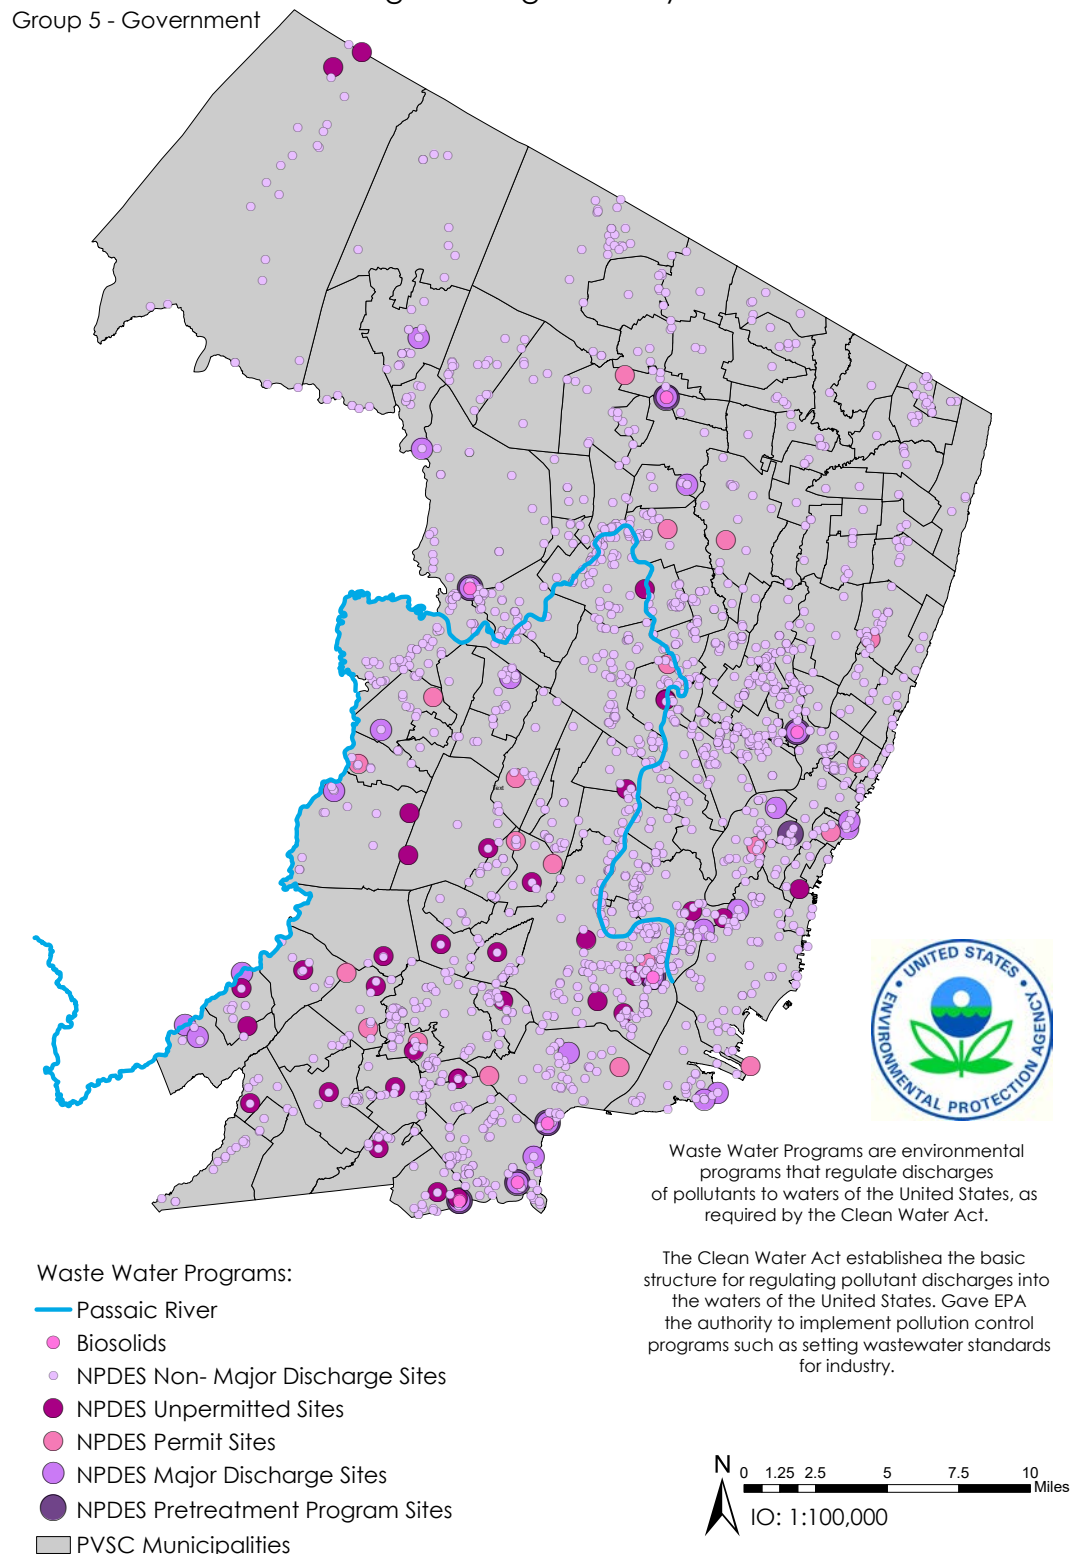 Group 5 - Government
UNITED STATES
ENVIRONMENTAL PROTECTION AGENCY
Waste Water Programs are environmental
programs that regulate discharges
of pollutants to waters of the United States, as
required by the Clean Water Act.
The Clean Water Act established the basic
structure for regulating pollutant discharges into
the waters of the United States. Gave EPA
the authority to implement pollution control
programs such as setting wastewater standards
for industry.
Waste Water Programs:
Passaic River
Biosolids
NPDES Non- Major Discharge Sites
NPDES Unpermitted Sites
NPDES Permit Sites
NPDES Major Discharge Sites
NPDES Pretreatment Program Sites
PVSC Municipalities
N
0 1.25 2.5 5 7.5 10
Miles
IO: 1:100,000